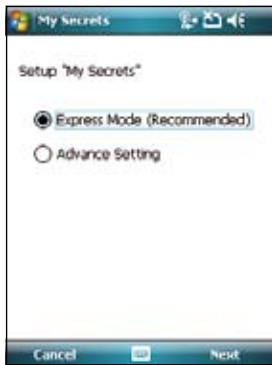 My Secrets
Setup "My Secrets"
Express Mode (Recommended)
Advance Setting
Cancel Next